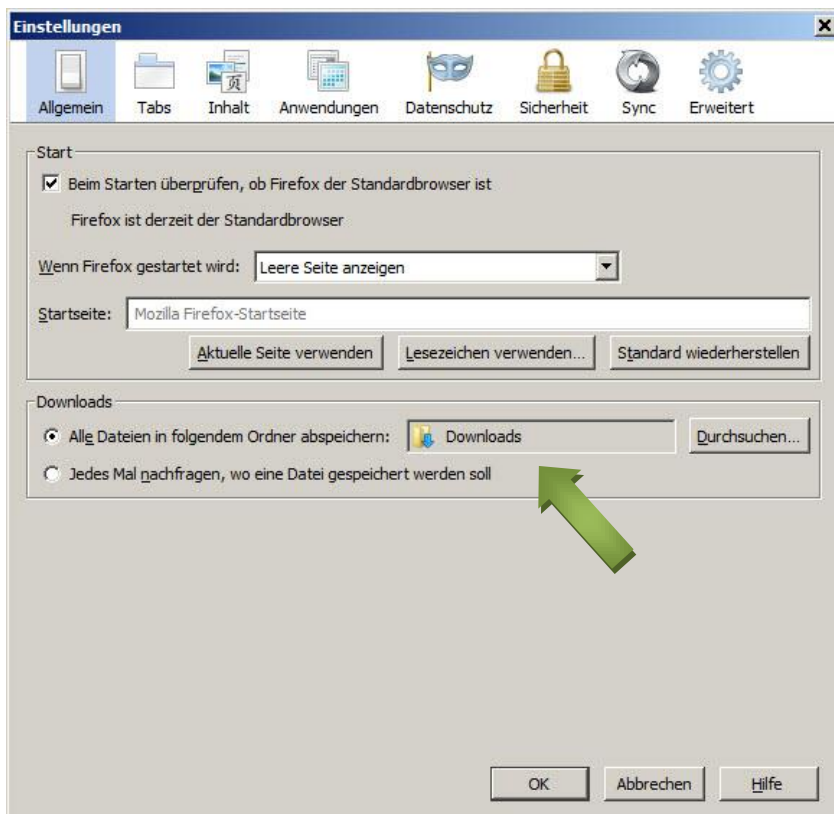 Einstellungen
Allgemein Tabs Inhalt Anwendungen Datenschutz Sicherheit Sync Erweitert
页
Start
Beim Starten überprüfen, ob Firefox der Standardbrowser ist
Firefox ist derzeit der Standardbrowser
Wenn Firefox gestartet wird: Leere Seite anzeigen
Startseite: Mozilla Firefox-Startseite
Aktuelle Seite verwenden Lesezeichen verwenden... Standard wiederherstellen
Downloads
Alle Dateien in folgendem Ordner abspeichern: Downloads Durchsuchen...
Jedes Mal nachfragen, wo eine Datei gespeichert werden soll
OK Abbrechen Hilfe